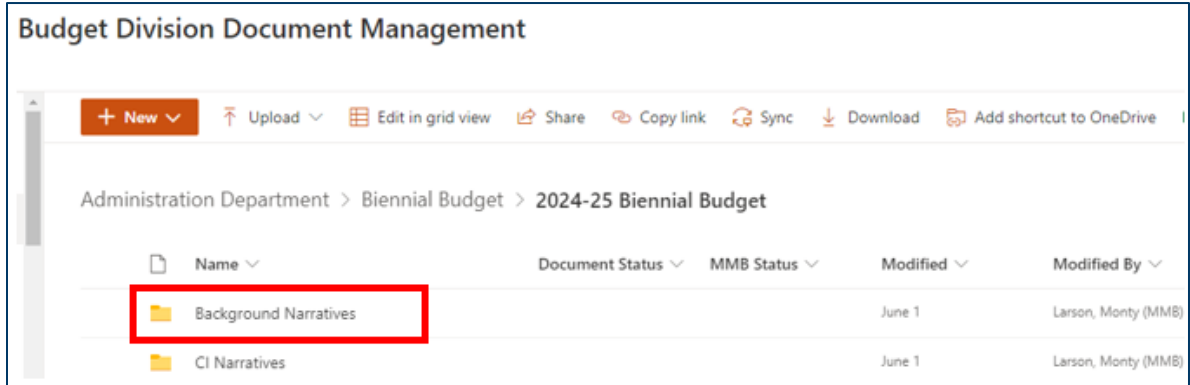 Budget Division Document Management
New Upload Edit in grid view Share Copy link Sync Download Add shortcut to OneDrive
Administration Department > Biennial Budget > 2024-25 Biennial Budget
Name Document Status MMB Status Modified Modified By
Background Narratives June 1 Larson, Monty (MMB)
CI Narratives June 1 Larson, Monty (MMB)